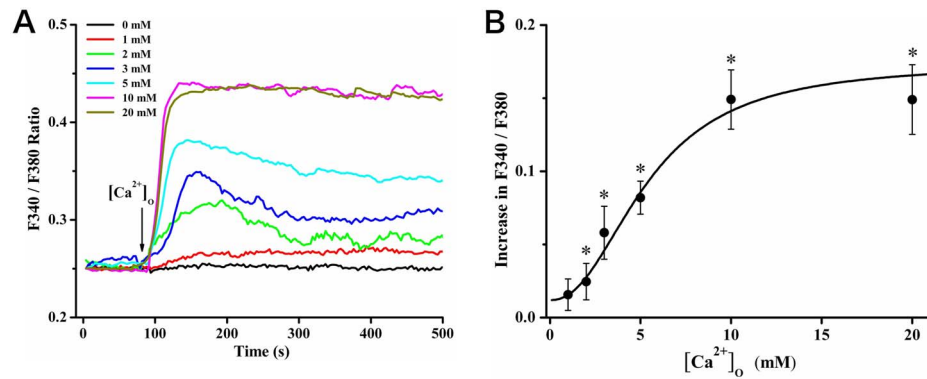 A
0 mM
1 mM
2 mM
3 mM
5 mM
10 mM
20 mM
[Ca²⁺]ₒ
F340 / F380 Ratio
0.5
0.4
0.3
0.2
0 100 200 300 400 500
Time (s)
B
* * * * * *
Increase in F340 / F380
0.2
0.1
0.0
0 5 10 15 20
[Ca²⁺]ₒ (mM)